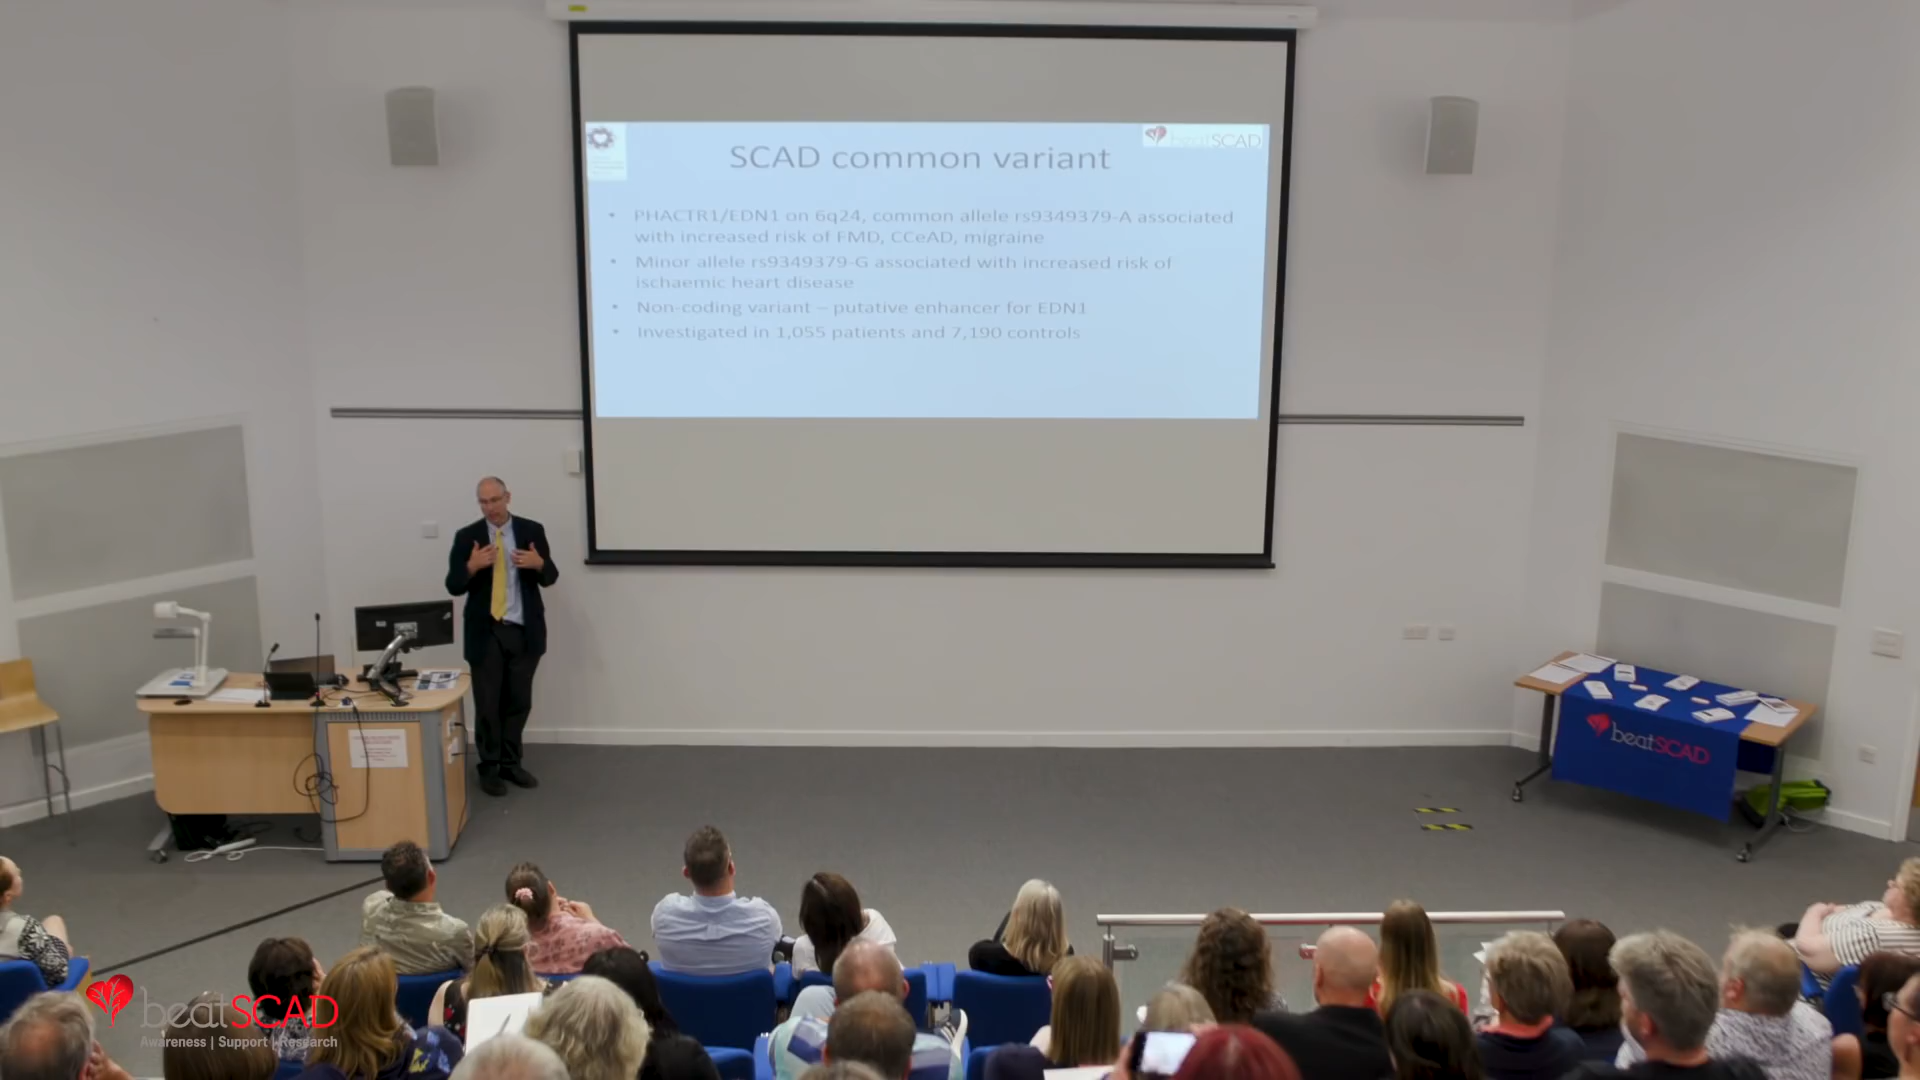 beatSCAD
SCAD common variant
• PHACTR1/EDN1 on 6q24, common allele rs9349379-A associated
with increased risk of FMD, CCeAD, migraine
• Minor allele rs9349379-G associated with increased risk of
ischaemic heart disease
• Non-coding variant – putative enhancer for EDN1
• Investigated in 1,055 patients and 7,190 controls
beatSCAD
beatSCAD
Awareness | Support | Research